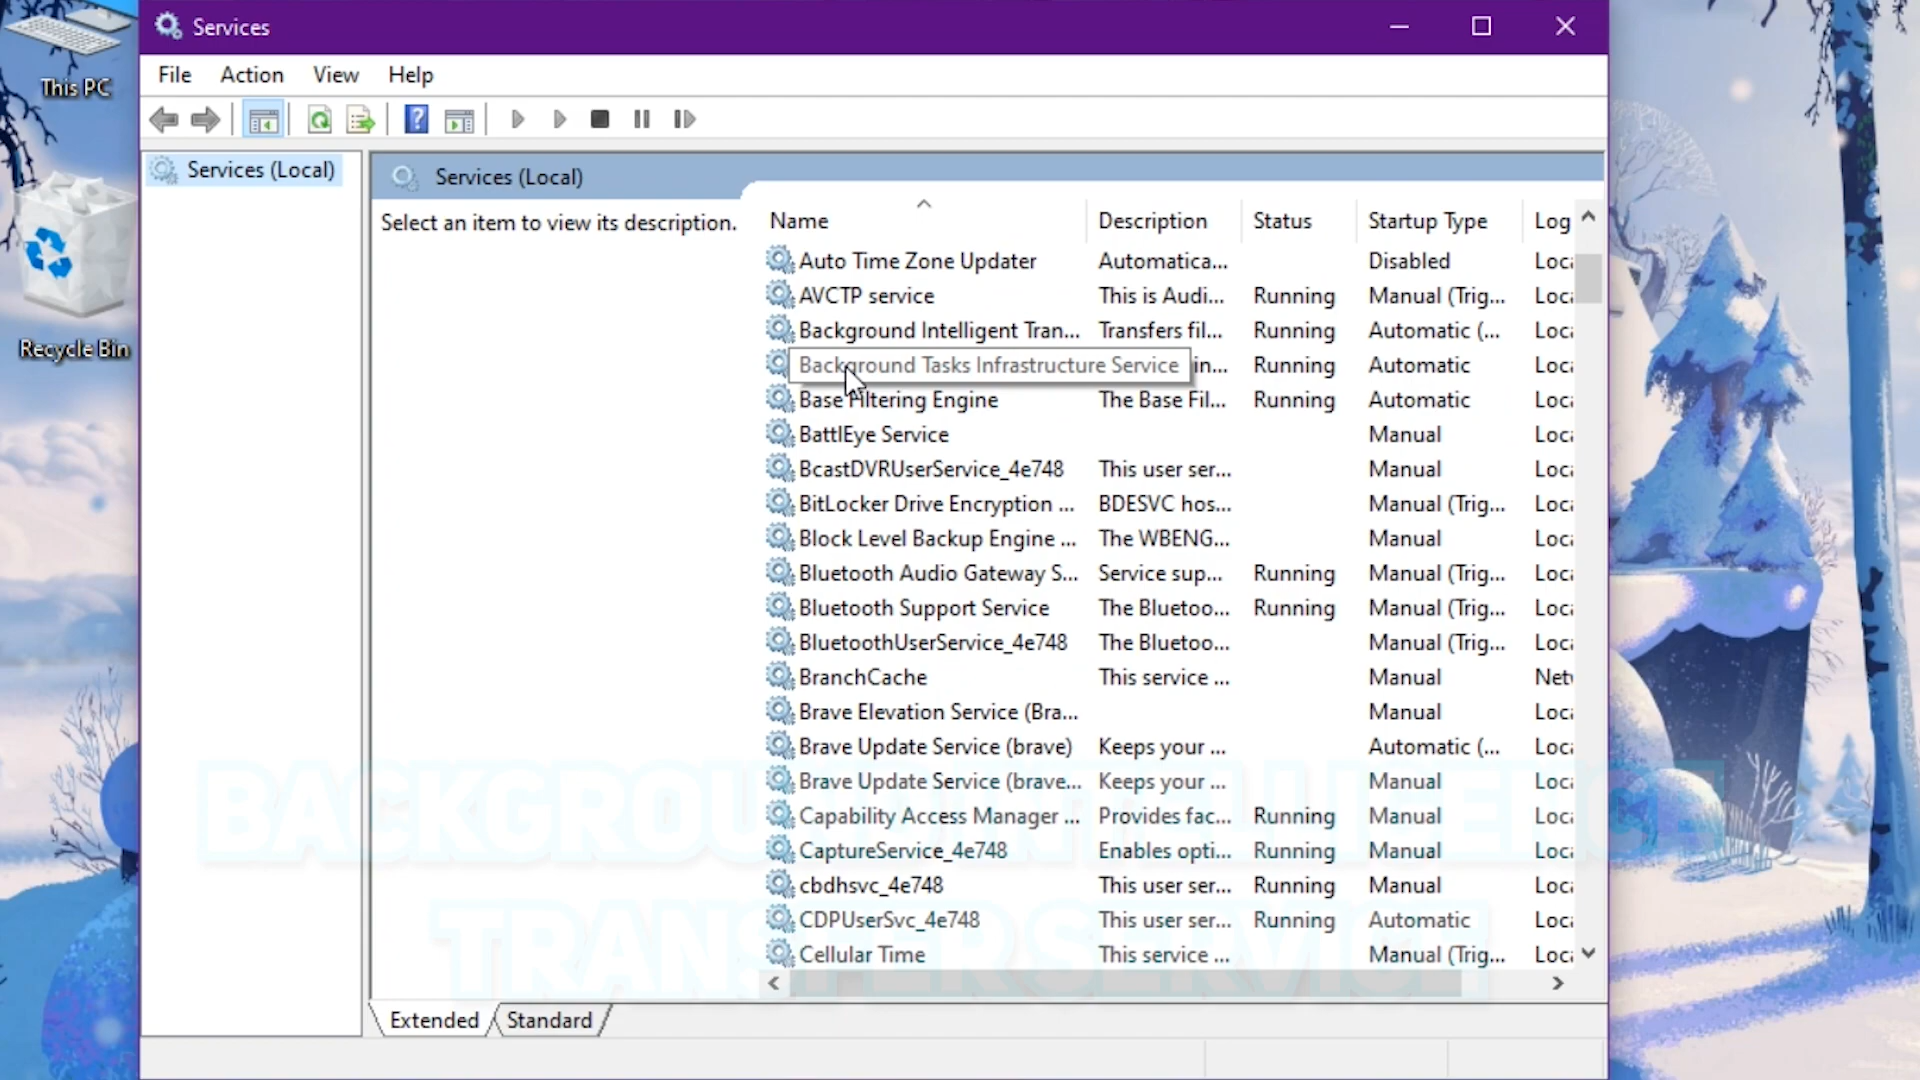 This PC
Recycle Bin
Services
File Action View Help
Services (Local)
Services (Local)
Select an item to view its description.
Name Description Status Startup Type Log
Auto Time Zone Updater Automatica... Disabled Loca
AVCTP service This is Audi... Running Manual (Trig... Loca
Background Intelligent Tran... Transfers fil... Running Automatic (... Loca
Background Tasks Infrastructure Service in... Running Automatic Loca
Base Filtering Engine The Base Fil... Running Automatic Loca
BattlEye Service Manual Loca
BcastDVRUserService_4e748 This user ser... Manual Loca
BitLocker Drive Encryption ... BDESVC hos... Manual (Trig... Loca
Block Level Backup Engine ... The WBENG... Manual Loca
Bluetooth Audio Gateway S... Service sup... Running Manual (Trig... Loca
Bluetooth Support Service The Bluetoo... Running Manual (Trig... Loca
BluetoothUserService_4e748 The Bluetoo... Manual (Trig... Loca
BranchCache This service ... Manual Netw
Brave Elevation Service (Bra... Manual Loca
Brave Update Service (brave) Keeps your ... Automatic (... Loca
Brave Update Service (brave... Keeps your ... Manual Loca
Capability Access Manager ... Provides fac... Running Manual Loca
CaptureService_4e748 Enables opti... Running Manual Loca
cbdhsvc_4e748 This user ser... Running Manual Loca
CDPUserSvc_4e748 This user ser... Running Automatic Loca
Cellular Time This service ... Manual (Trig... Loca
BACKGROUND INTELLIGENCE
TRANSFER SERVICE
Extended Standard